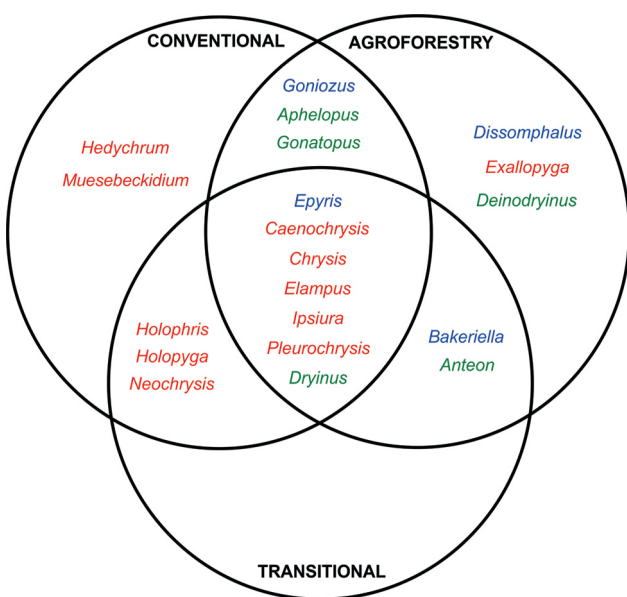 CONVENTIONAL
AGROFORESTRY
Goniozus
Aphelopus
Gonatopus
Hedychrum
Muesebeckidium
Dissomphalus
Exallopyga
Deinodryinus
Epyris
Caenochrysis
Chrysis
Elampus
Ipsiura
Pleurochrysis
Dryinus
Holophris
Holopyga
Neochrysis
Bakeriella
Anteon
TRANSITIONAL